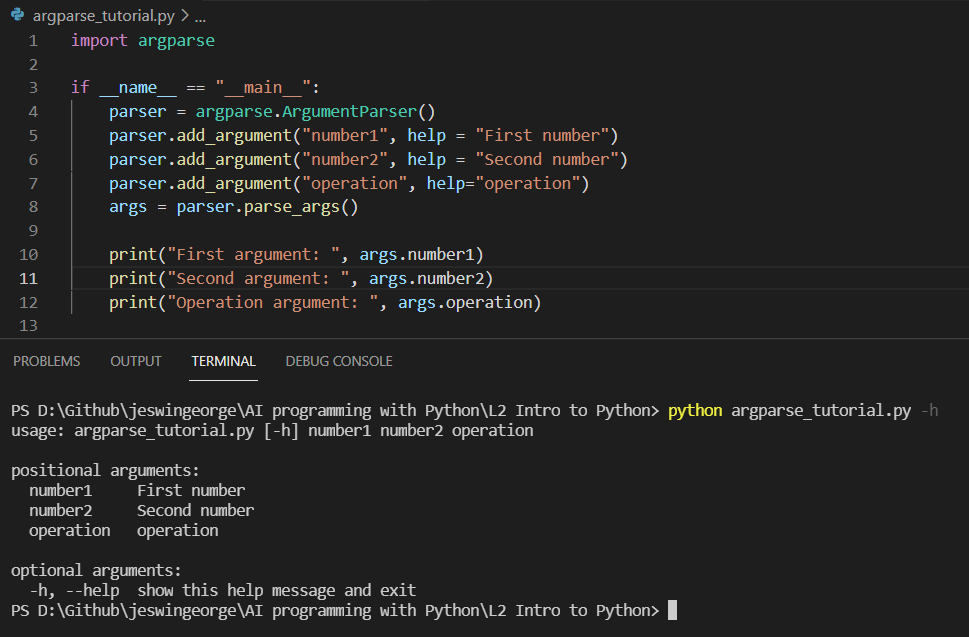 argparse_tutorial.py > ...
1 import argparse
2
3 if __name__ == "__main__":
4     parser = argparse.ArgumentParser()
5     parser.add_argument("number1", help = "First number")
6     parser.add_argument("number2", help = "Second number")
7     parser.add_argument("operation", help="operation")
8     args = parser.parse_args()
9
10     print("First argument: ", args.number1)
11     print("Second argument: ", args.number2)
12     print("Operation argument: ", args.operation)
13
PROBLEMS OUTPUT TERMINAL DEBUG CONSOLE
PS D:\Github\jeswingeorge\AI programming with Python\L2 Intro to Python> python argparse_tutorial.py -h
usage: argparse_tutorial.py [-h] number1 number2 operation
positional arguments:
  number1     First number
  number2     Second number
  operation   operation
optional arguments:
  -h, --help  show this help message and exit
PS D:\Github\jeswingeorge\AI programming with Python\L2 Intro to Python>